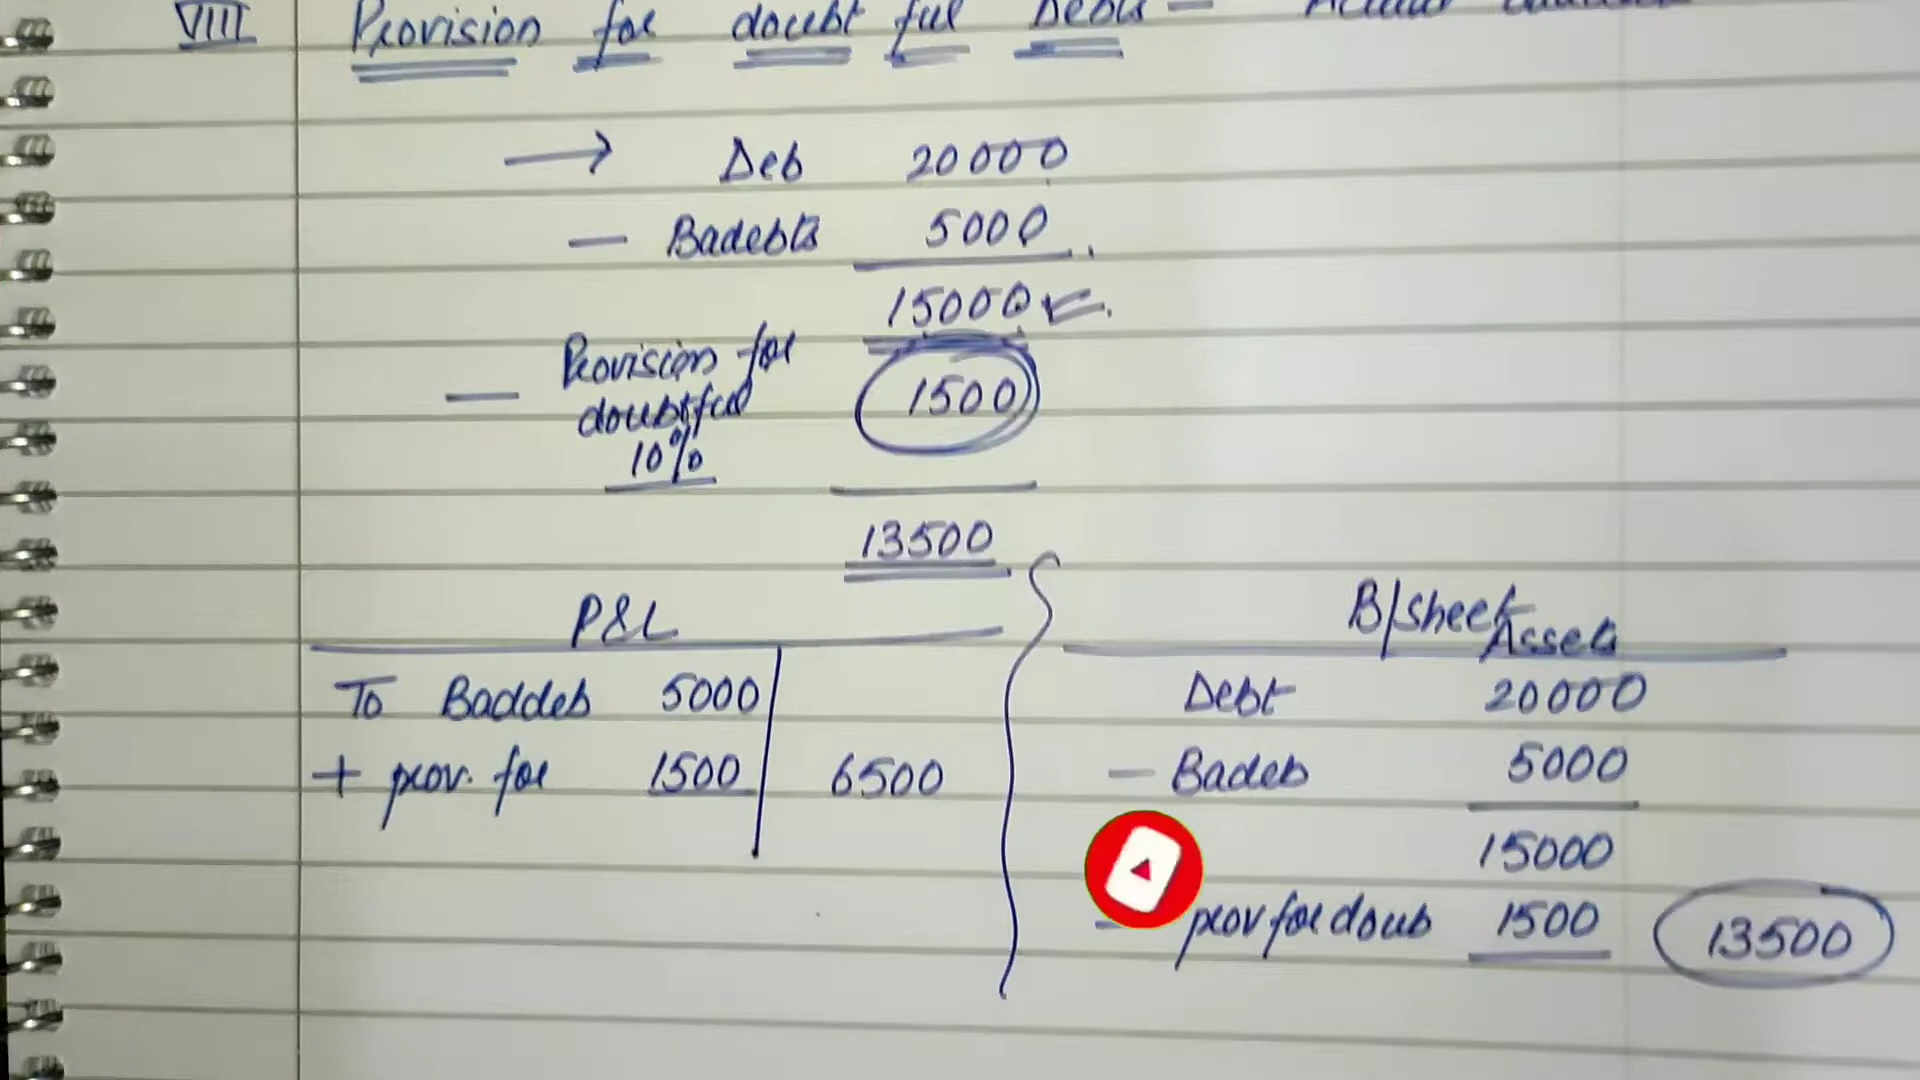 VIII Provision for doubt ful Debts -
→ Deb 20000
- Badebts 5000
15000
- Provision for doubtful 10% 1500
13500
P&L
To Baddeb 5000
+ prov. for 1500 6500
B/Sheet
Assets
Debt 20000
- Badeb 5000
15000
- prov for doub 1500 13500